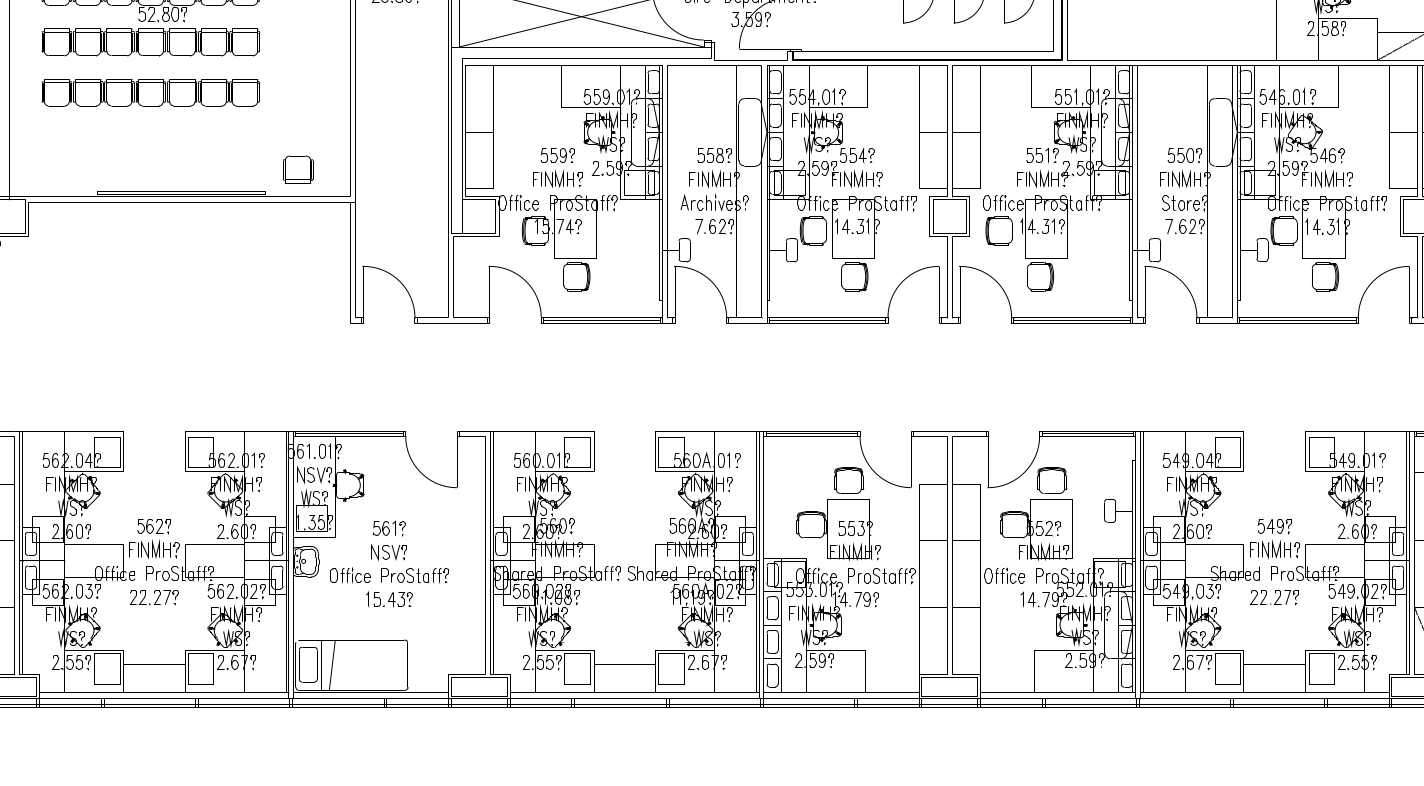 52.80?
3.59?
WS?
2.58?
559.01?
FINMH?
WS?
2.59?
559?
FINMH?
Office ProStaff?
15.74?
558?
FINMH?
Archives?
7.62?
554.01?
FINMH?
WS?
2.59?
554?
FINMH?
Office ProStaff?
14.31?
551.01?
FINMH?
WS?
2.59?
551?
FINMH?
Office ProStaff?
14.31?
550?
FINMH?
Store?
7.62?
546.01?
FINMH?
WS?
2.59?
546?
FINMH?
Office ProStaff?
14.31?
562.04?
FINMH?
WS?
2.60?
562.01?
FINMH?
WS?
2.60?
562?
FINMH?
Office ProStaff?
22.27?
562.03?
FINMH?
WS?
2.55?
562.02?
FINMH?
WS?
2.67?
561.01?
NSV?
WS?
1.35?
561?
NSV?
Office ProStaff?
15.43?
560.01?
FINMH?
WS?
2.60?
560?
FINMH?
Shared ProStaff?
560.02?
FINMH?
WS?
2.55?
560A.01?
FINMH?
WS?
2.60?
560A?
FINMH?
Shared ProStaff?
11.19?
560A.02?
FINMH?
WS?
2.67?
553?
FINMH?
Office ProStaff?
14.79?
553.01?
FINMH?
WS?
2.59?
552?
FINMH?
Office ProStaff?
14.79?
552.01?
FINMH?
WS?
2.59?
549.04?
FINMH?
WS?
2.60?
549.01?
FINMH?
WS?
2.60?
549?
FINMH?
Shared ProStaff?
22.27?
549.03?
FINMH?
WS?
2.67?
549.02?
FINMH?
WS?
2.55?